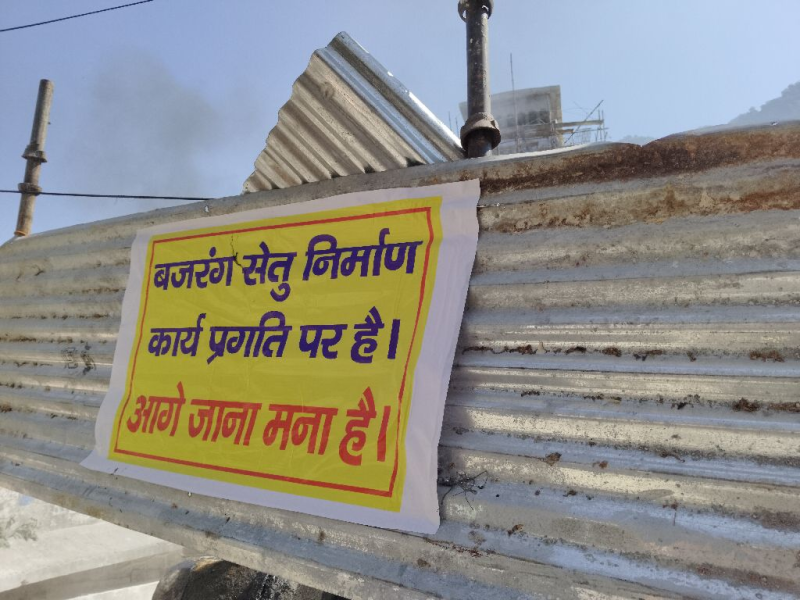 बजरंग सेतु निर्माण
कार्य प्रगति पर है।
आगे जाना मना है।